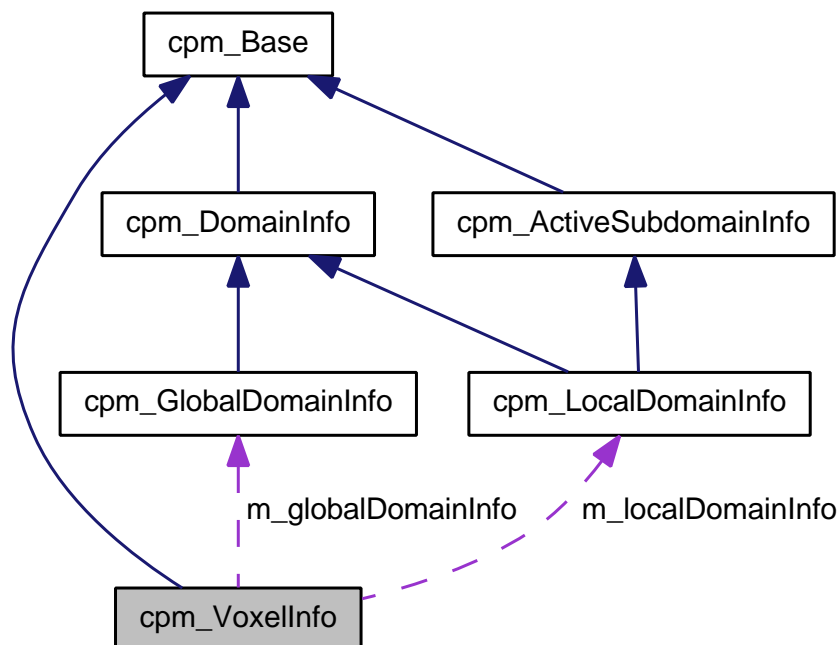 cpm_Base
cpm_DomainInfo
cpm_ActiveSubdomainInfo
cpm_GlobalDomainInfo
cpm_LocalDomainInfo
m_globalDomainInfo
m_localDomainInfo
cpm_VoxelInfo